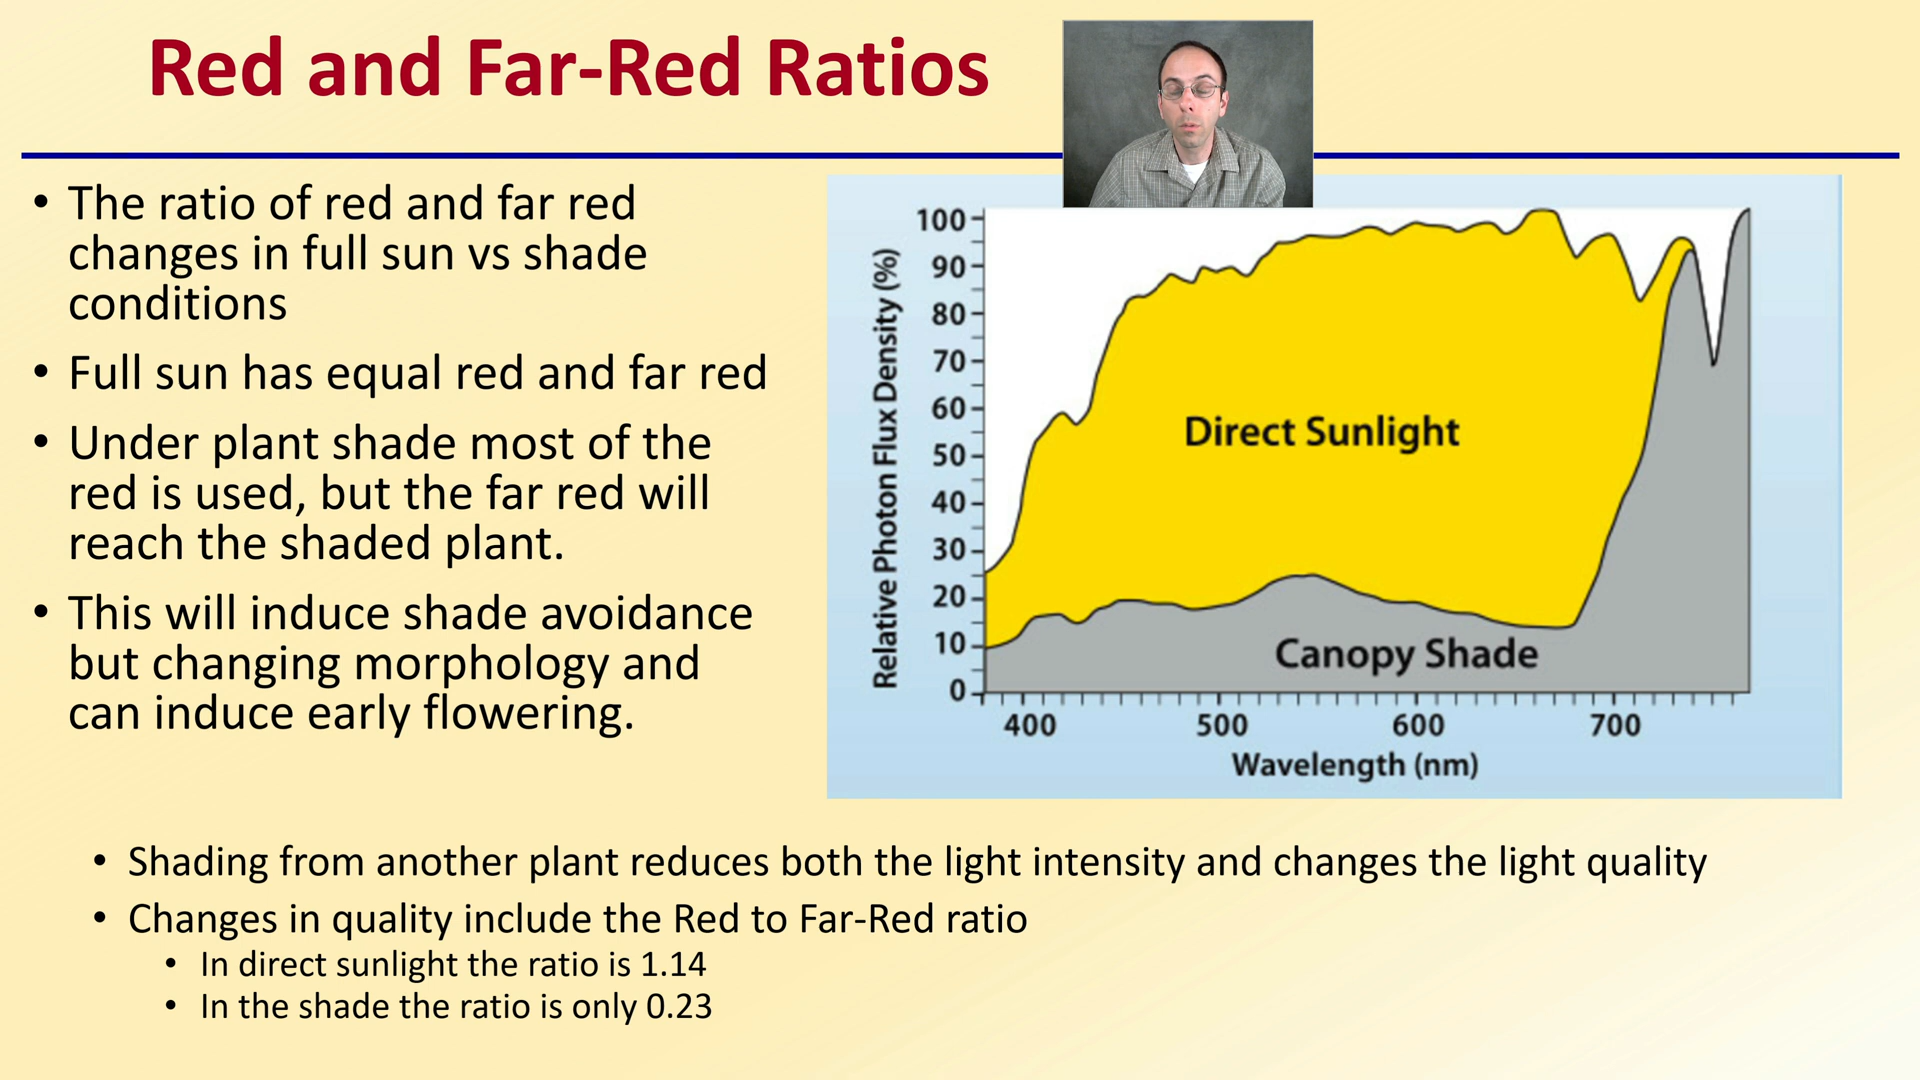 Red and Far-Red Ratios
• The ratio of red and far red
changes in full sun vs shade
conditions
• Full sun has equal red and far red
• Under plant shade most of the
red is used, but the far red will
reach the shaded plant.
• This will induce shade avoidance
but changing morphology and
can induce early flowering.
Relative Photon Flux Density (%)
100
90
80
70
60
50
40
30
20
10
0
Direct Sunlight
Canopy Shade
400 500 600 700
Wavelength (nm)
• Shading from another plant reduces both the light intensity and changes the light quality
• Changes in quality include the Red to Far-Red ratio
• In direct sunlight the ratio is 1.14
• In the shade the ratio is only 0.23